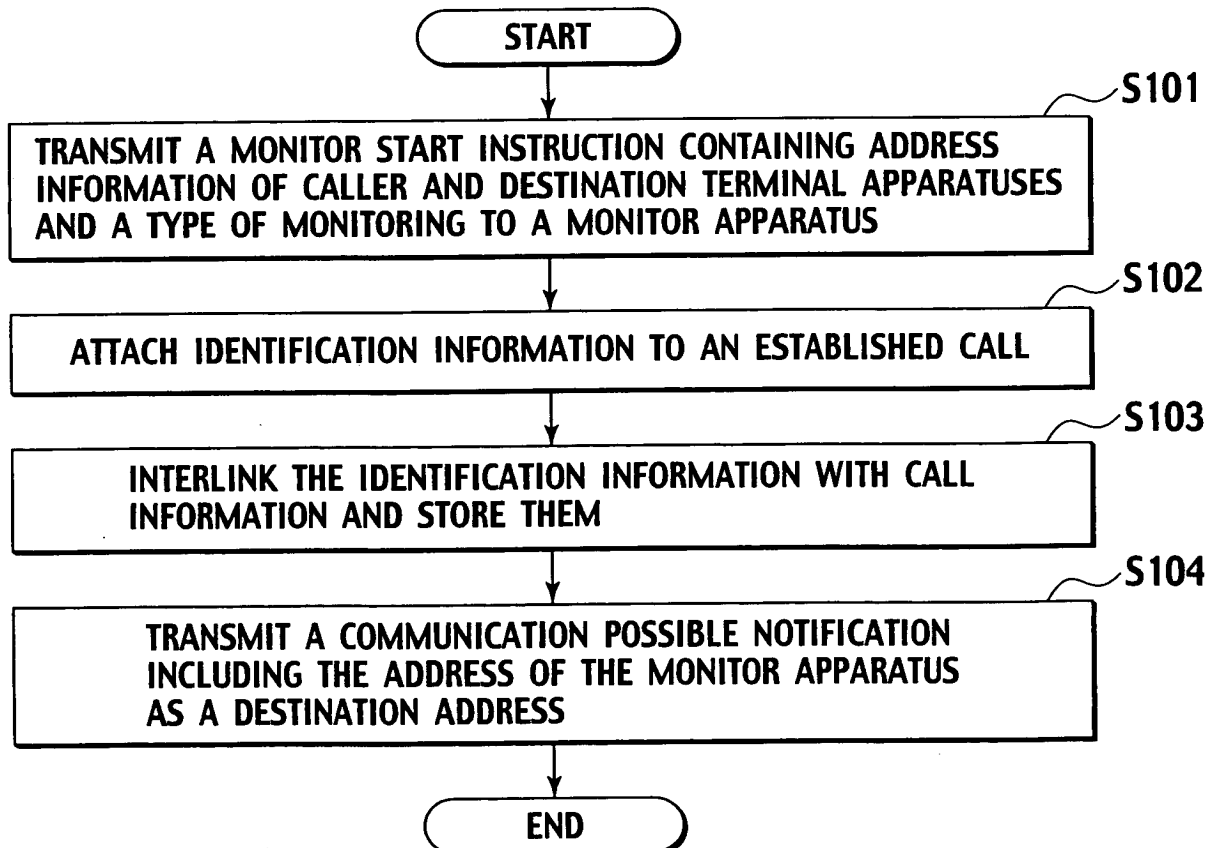 START
S101
TRANSMIT A MONITOR START INSTRUCTION CONTAINING ADDRESS
INFORMATION OF CALLER AND DESTINATION TERMINAL APPARATUSES
AND A TYPE OF MONITORING TO A MONITOR APPARATUS
S102
ATTACH IDENTIFICATION INFORMATION TO AN ESTABLISHED CALL
S103
INTERLINK THE IDENTIFICATION INFORMATION WITH CALL
INFORMATION AND STORE THEM
S104
TRANSMIT A COMMUNICATION POSSIBLE NOTIFICATION
INCLUDING THE ADDRESS OF THE MONITOR APPARATUS
AS A DESTINATION ADDRESS
END